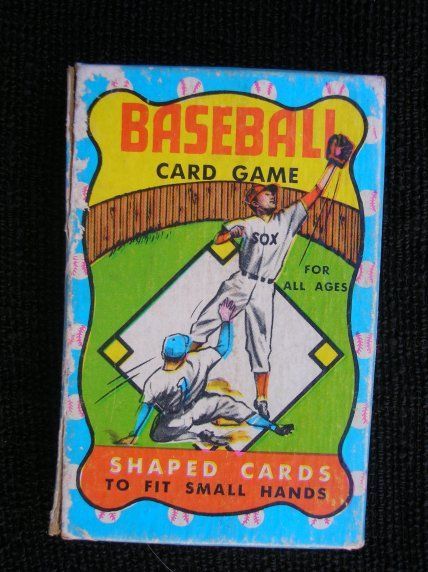 BASEBALL
CARD GAME
SOX
FOR
ALL AGES
SHAPED CARDS
TO FIT SMALL HANDS